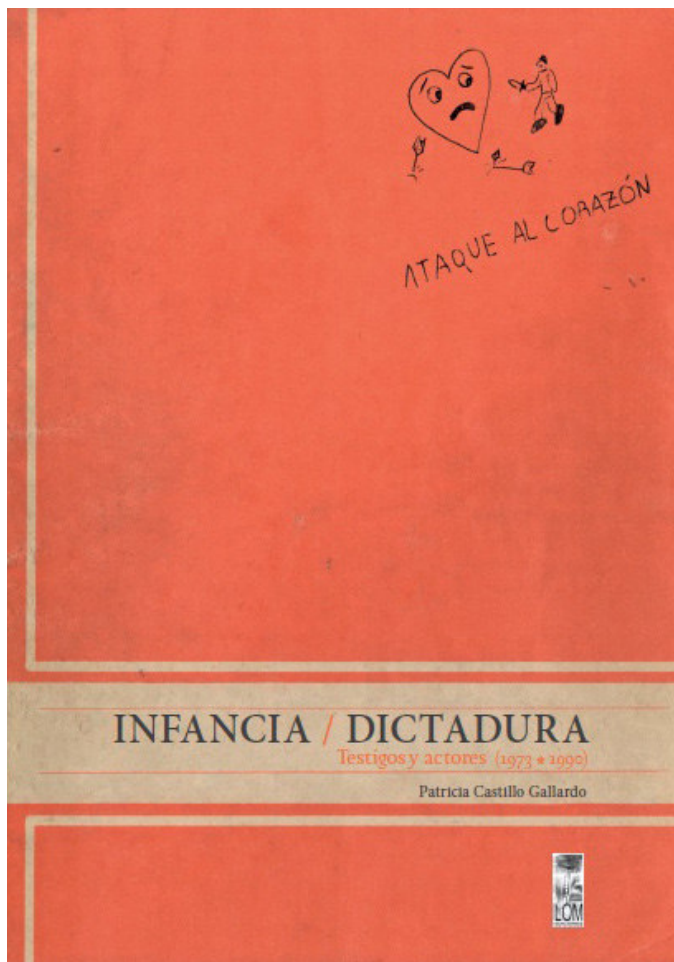 ATAQUE AL CORAZÓN
INFANCIA / DICTADURA
Testigos y actores (1973 * 1990)
Patricia Castillo Gallardo
LOM